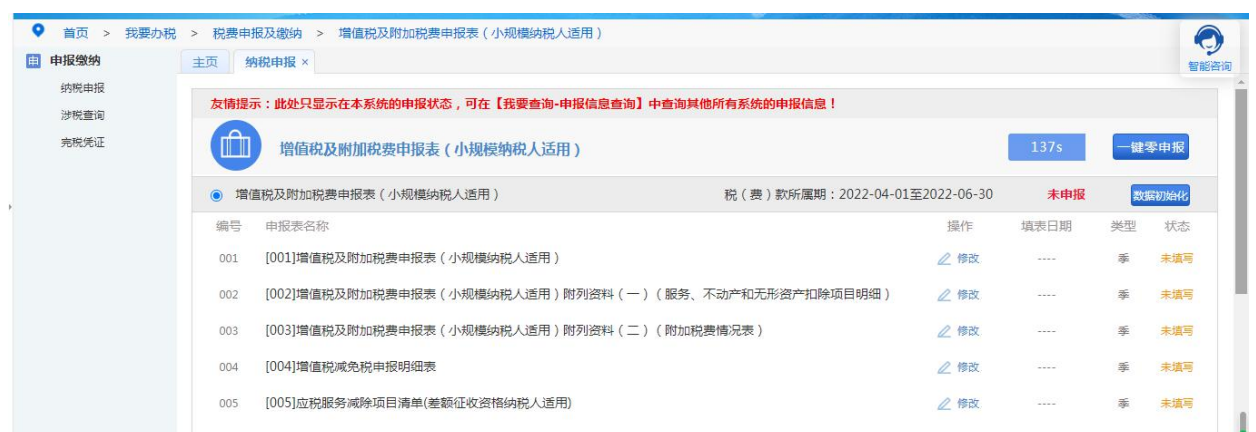 首页 > 我要办税 > 税费申报及缴纳 > 增值税及附加税费申报表（小规模纳税人适用）
智能咨询
申 申报缴纳
纳税申报
涉税查询
完税凭证
主页 纳税申报 ×
友情提示：此处只显示在本系统的申报状态，可在【我要查询-申报信息查询】中查询其他所有系统的申报信息！
增值税及附加税费申报表（小规模纳税人适用） 137s 一键零申报
增值税及附加税费申报表（小规模纳税人适用） 税（费）款所属期：2022-04-01至2022-06-30 未申报 数据初始化
编号 申报表名称 操作 填表日期 类型 状态
001 [001]增值税及附加税费申报表（小规模纳税人适用） 修改 ---- 季 未填写
002 [002]增值税及附加税费申报表（小规模纳税人适用）附列资料（一）（服务、不动产和无形资产扣除项目明细） 修改 ---- 季 未填写
003 [003]增值税及附加税费申报表（小规模纳税人适用）附列资料（二）（附加税费情况表） 修改 ---- 季 未填写
004 [004]增值税减免税申报明细表 修改 ---- 季 未填写
005 [005]应税服务减除项目清单(差额征收资格纳税人适用) 修改 ---- 季 未填写